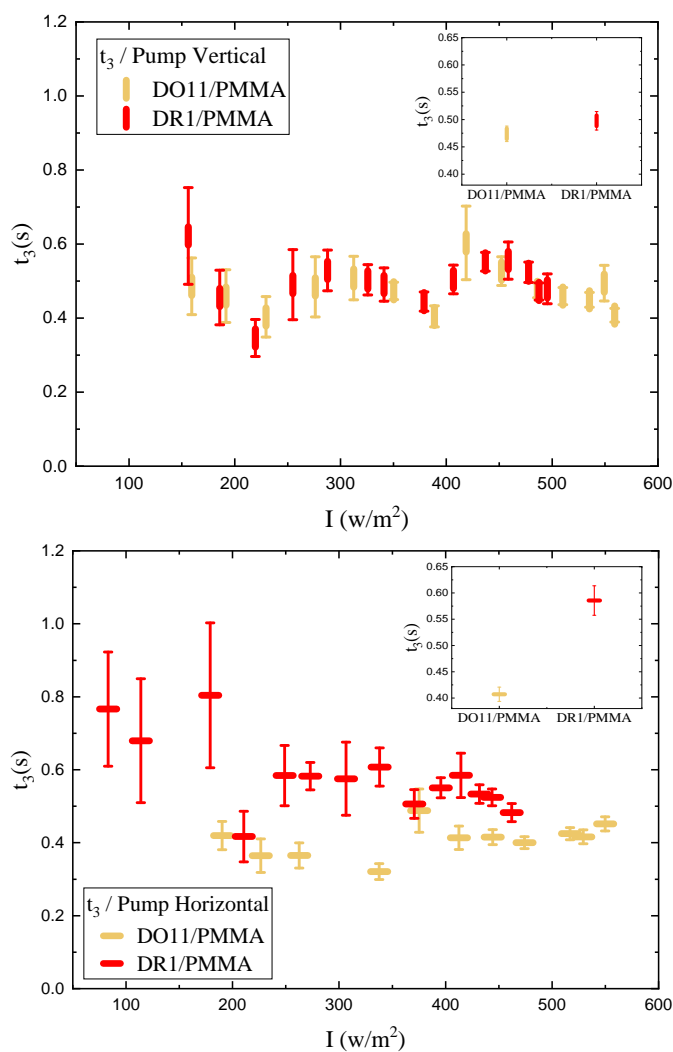 t₃ / Pump Vertical
DO11/PMMA
DR1/PMMA
1.2
1.0
0.8
0.6
0.4
0.2
0.0
t₃(s)
100 200 300 400 500 600
I (w/m²)
0.65
0.60
0.55
0.50
0.45
0.40
t₃(s)
DO11/PMMA DR1/PMMA
1.2
1.0
0.8
0.6
0.4
0.2
0.0
t₃(s)
0.65
0.60
0.55
0.50
0.45
0.40
t₃(s)
DO11/PMMA DR1/PMMA
t₃ / Pump Horizontal
DO11/PMMA
DR1/PMMA
100 200 300 400 500 600
I (w/m²)